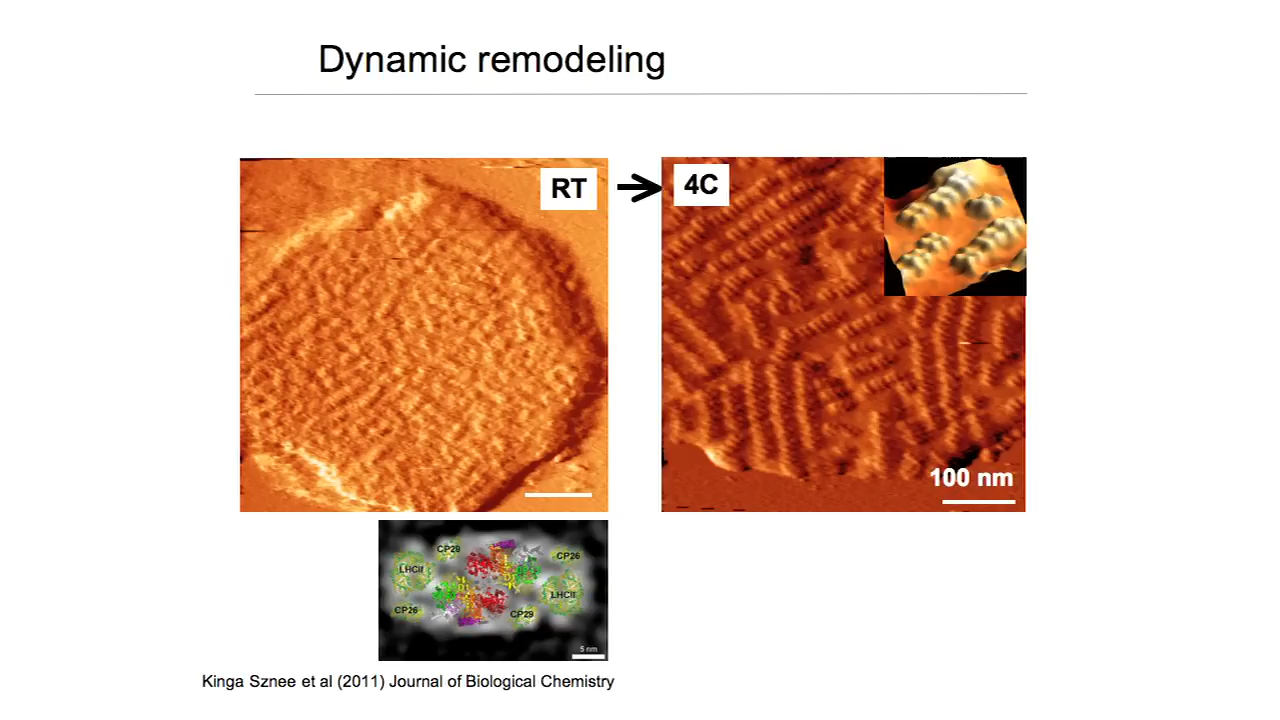 Dynamic remodeling
RT
4C
100 nm
CP29
CP26
LHCII
LHCII
CP26
CP29
5 nm
Kinga Sznee et al (2011) Journal of Biological Chemistry